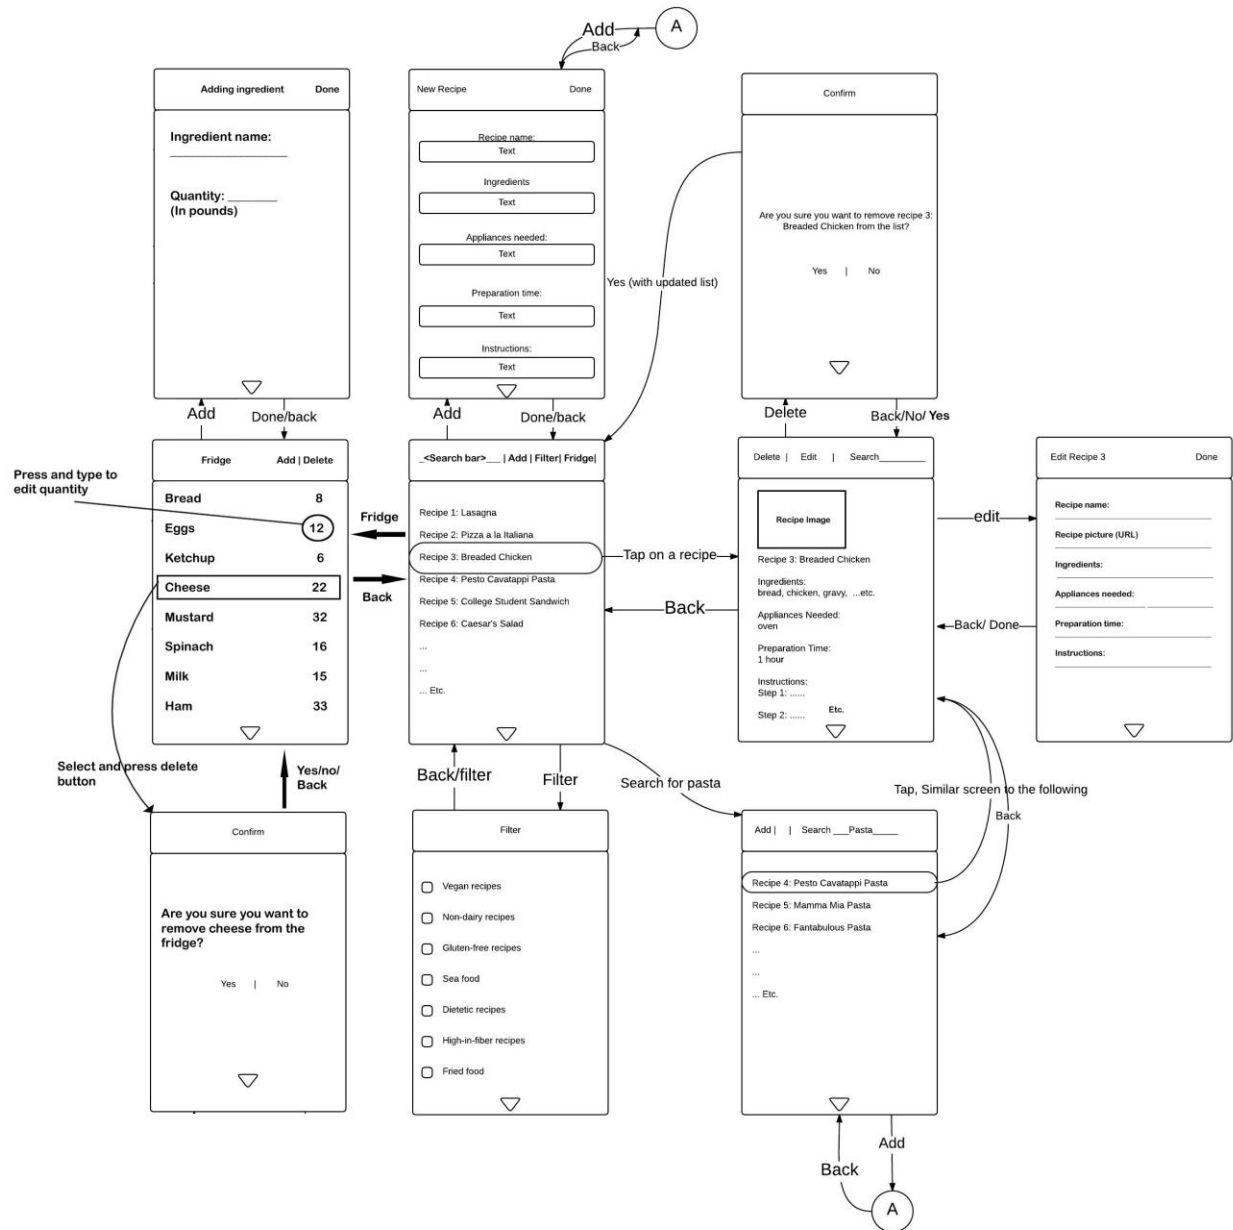 Add
Back
A
Adding ingredient Done
Ingredient name:
Quantity: _______
(In pounds)
New Recipe Done
Recipe name:
Text
Ingredients
Text
Appliances needed:
Text
Preparation time:
Text
Instructions:
Text
Confirm
Are you sure you want to remove recipe 3:
Breaded Chicken from the list?
Yes | No
Yes (with updated list)
Add
Done/back
Add
Done/back
Delete
Back/No/ Yes
Press and type to
edit quantity
Fridge Add | Delete
Bread 8
Eggs 12
Ketchup 6
Cheese 22
Mustard 32
Spinach 16
Milk 15
Ham 33
Fridge
Back
_<Search bar>___ | Add | Filter| Fridge|
Recipe 1: Lasagna
Recipe 2: Pizza a la Italiana
Recipe 3: Breaded Chicken
Recipe 4: Pesto Cavatappi Pasta
Recipe 5: College Student Sandwich
Recipe 6: Caesar's Salad
...
...
... Etc.
Tap on a recipe
Back
Delete | Edit | Search_________
Recipe Image
Recipe 3: Breaded Chicken
Ingredients:
bread, chicken, gravy, ...etc.
Appliances Needed:
oven
Preparation Time:
1 hour
Instructions:
Step 1: ......
Step 2: ......
Etc.
edit
Back/ Done
Edit Recipe 3 Done
Recipe name:
Recipe picture (URL)
Ingredients:
Appliances needed:
Preparation time:
Instructions:
Select and press delete
button
Yes/no/
Back
Back/filter
Filter
Search for pasta
Tap, Similar screen to the following
Back
Confirm
Are you sure you want to
remove cheese from the
fridge?
Yes | No
Filter
Vegan recipes
Non-dairy recipes
Gluten-free recipes
Sea food
Dietetic recipes
High-in-fiber recipes
Fried food
Add | | Search ___Pasta_____
Recipe 4: Pesto Cavatappi Pasta
Recipe 5: Mamma Mia Pasta
Recipe 6: Fantabulous Pasta
...
...
... Etc.
Add
Back
A